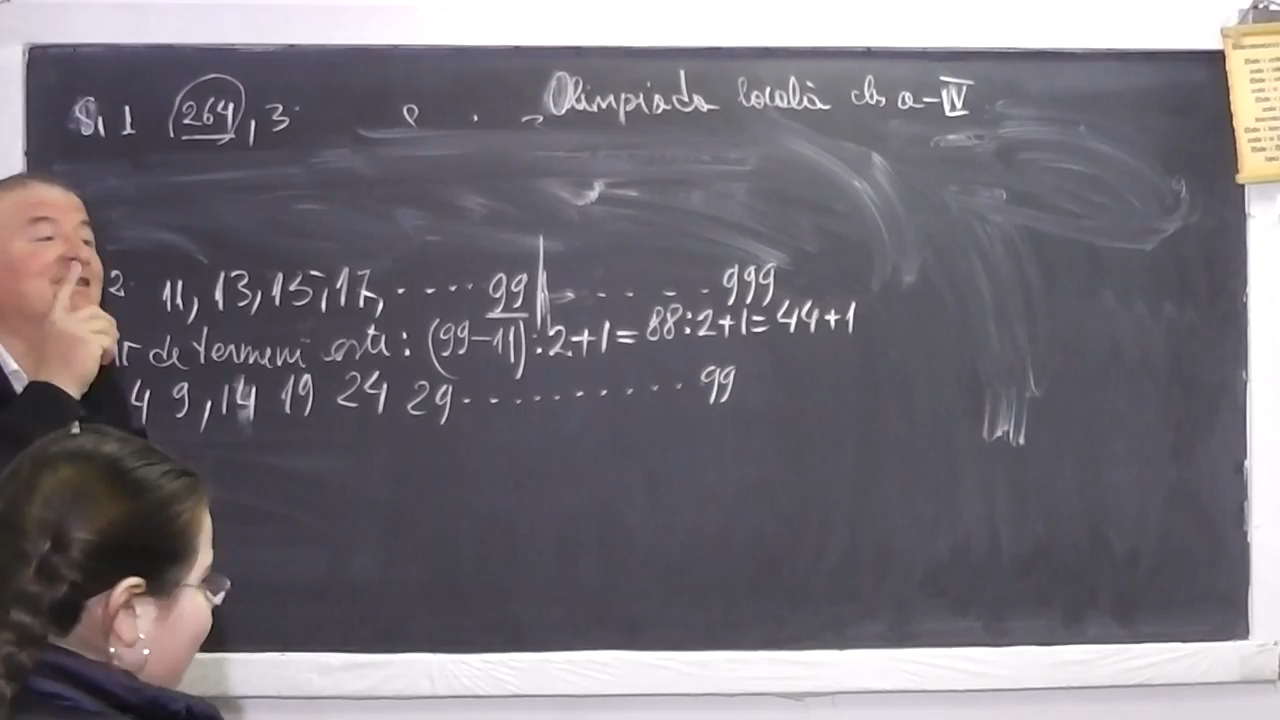 S, 1 264, 3
Olimpiada locală cls a-IV
2 11, 13, 15, 17, .... 99 ... 999
de termeni este: (99-11):2+1= 88:2+1= 44+1
4 9, 14 19 24 29 .......... 99